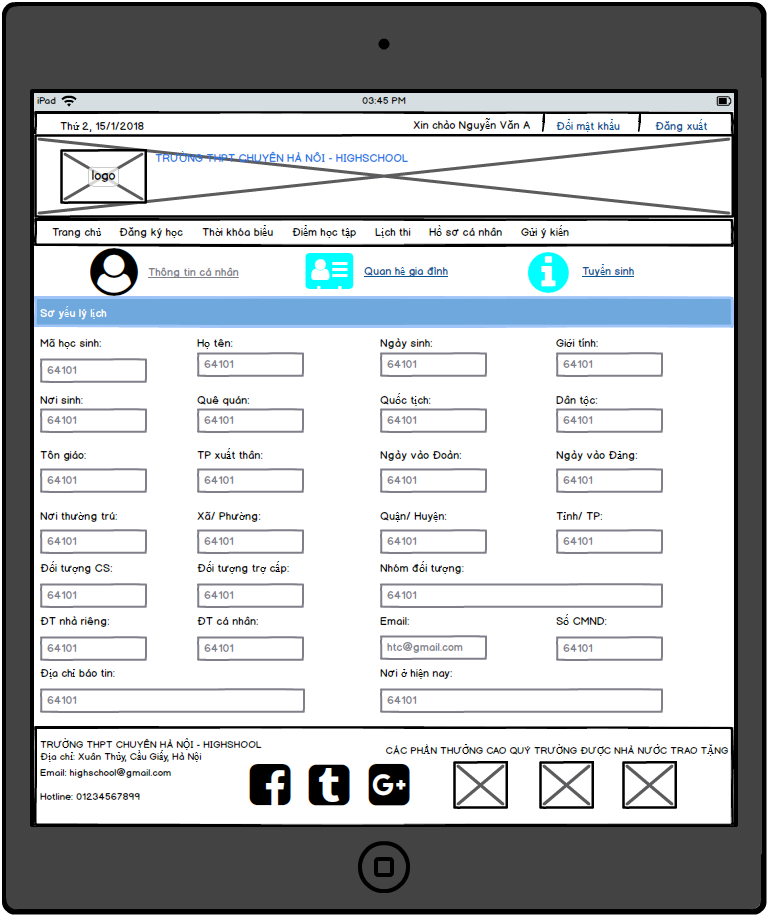 iPad 03:45 PM
Thứ 2, 15/1/2018 Xin chào Nguyễn Văn A Đổi mật khẩu Đăng xuất
TRƯỜNG THPT CHUYÊN HÀ NÔI - HIGHSCHOOL
logo
Trang chủ Đăng ký học Thời khóa biểu Điểm học tập Lịch thi Hồ sơ cá nhân Gửi ý kiến
Thông tin cá nhân Quan hệ gia đình Tuyển sinh
Sơ yếu lý lịch
Mã học sinh: Họ tên: Ngày sinh: Giới tính:
64101 64101 64101 64101
Nơi sinh: Quê quán: Quốc tịch: Dân tộc:
64101 64101 64101 64101
Tôn giáo: TP xuất thân: Ngày vào Đoàn: Ngày vào Đảng:
64101 64101 64101 64101
Nơi thường trú: Xã/ Phường: Quận/ Huyện: Tỉnh/ TP:
64101 64101 64101 64101
Đối tượng CS: Đối tượng trợ cấp: Nhóm đối tượng:
64101 64101 64101
ĐT nhà riêng: ĐT cá nhân: Email: Số CMND:
64101 64101 htc@gmail.com 64101
Địa chỉ báo tin: Nơi ở hiện nay:
64101 64101
TRƯỜNG THPT CHUYÊN HÀ NỘI - HIGHSHOOL
Địa chỉ: Xuân Thủy, Cầu Giấy, Hà Nội
Email: highschool@gmail.com
Hotline: 01234567899
CÁC PHẦN THƯỞNG CAO QUÝ TRƯỜNG ĐƯỢC NHÀ NƯỚC TRAO TẶNG